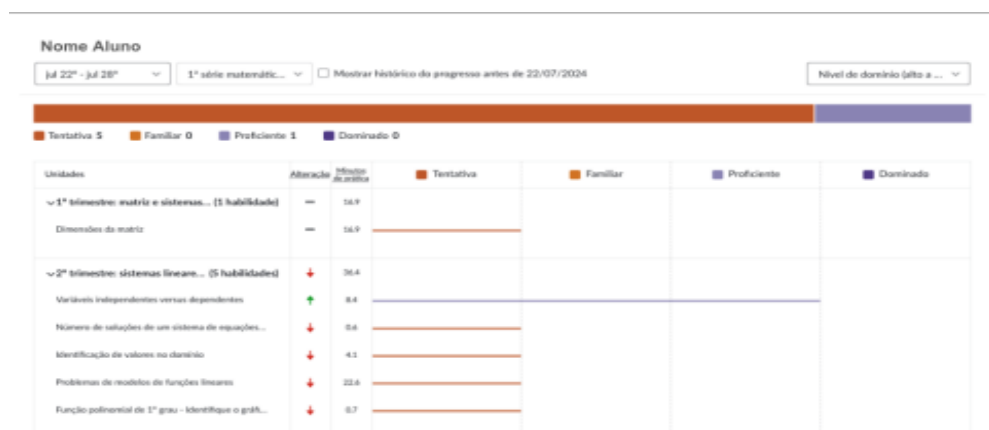 Nome Aluno
jul 22º - jul 28º 1ª série matemátic... Mostrar histórico do progresso antes de 22/07/2024 Nível de domínio (alto a ...
Tentativa 5 Familiar 0 Proficiente 1 Dominado 0
Unidades Alteração Minutos de prática Tentativa Familiar Proficiente Dominado
1º trimestre: matriz e sistemas... (1 habilidade) — 16.9
Dimensões da matriz — 16.9
2º trimestre: sistemas lineare... (5 habilidades) 36.4
Variáveis independentes versus dependentes 8.4
Número de soluções de um sistema de equações... 0.6
Identificação de valores no domínio 4.1
Problemas de modelos de funções lineares 22.6
Função polinomial de 1º grau - Identifique o gráfi... 0.7